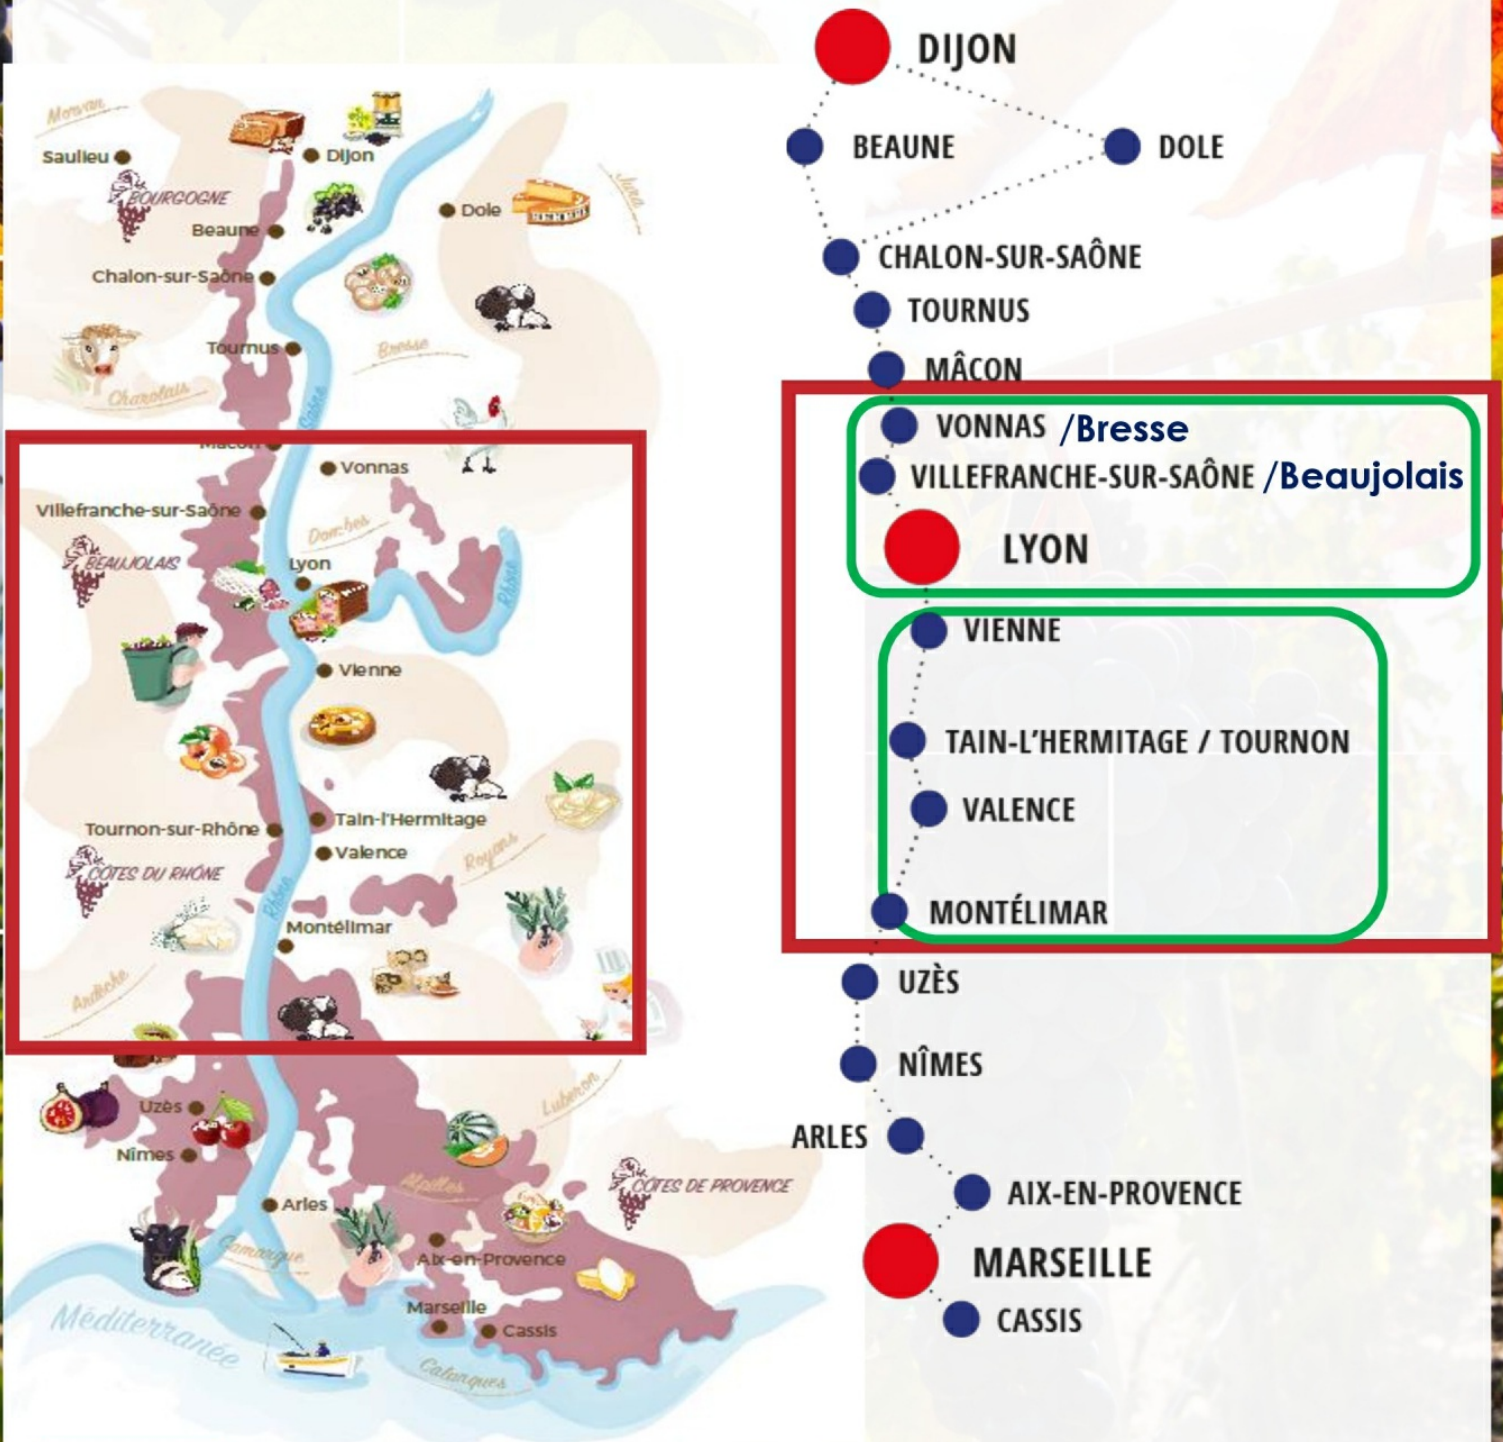 Morvan
Saulieu
Dijon
BOURGOGNE
Jura
Dole
Beaune
Chalon-sur-Saône
Tournus
Bresse
Charolais
Saône
Mâcon
Vonnas
Villefranche-sur-Saône
Dombes
BEAUJOLAIS
Lyon
Rhône
Vienne
Tain-l'Hermitage
Tournon-sur-Rhône
Valence
Royans
CÔTES DU RHÔNE
Rhône
Montélimar
Ardèche
Luberon
Uzès
Nîmes
Alpilles
CÔTES DE PROVENCE
Arles
Camargue
Aix-en-Provence
Marseille
Cassis
Méditerranée
Calanques
DIJON
BEAUNE
DOLE
CHALON-SUR-SAÔNE
TOURNUS
MÂCON
VONNAS /Bresse
VILLEFRANCHE-SUR-SAÔNE /Beaujolais
LYON
VIENNE
TAIN-L'HERMITAGE / TOURNON
VALENCE
MONTÉLIMAR
UZÈS
NÎMES
ARLES
AIX-EN-PROVENCE
MARSEILLE
CASSIS